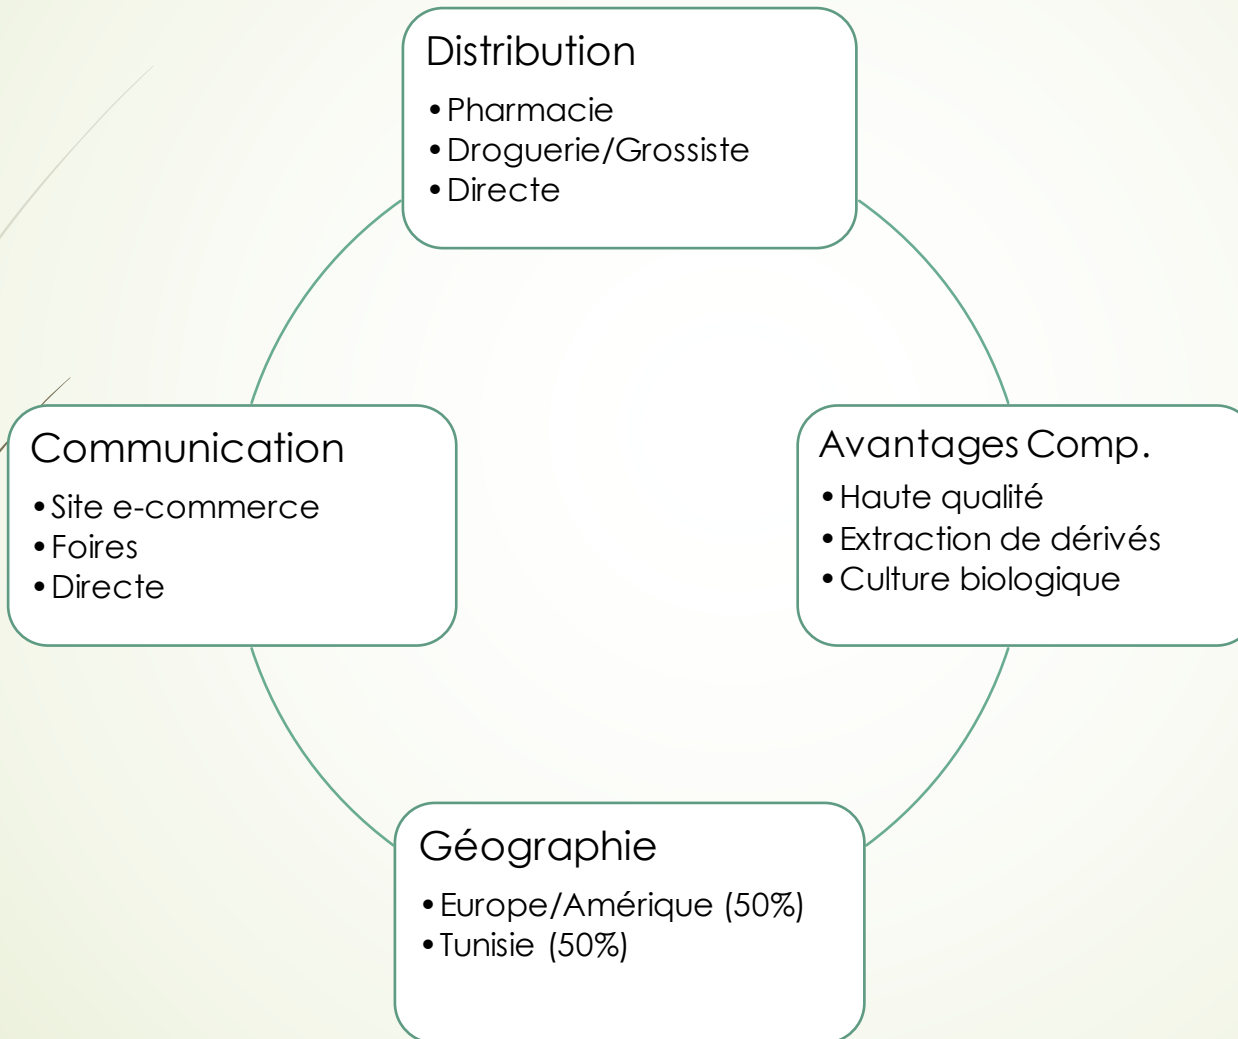 Distribution
•Pharmacie
•Droguerie/Grossiste
•Directe
Communication
•Site e-commerce
•Foires
•Directe
Avantages Comp.
•Haute qualité
•Extraction de dérivés
•Culture biologique
Géographie
•Europe/Amérique (50%)
•Tunisie (50%)